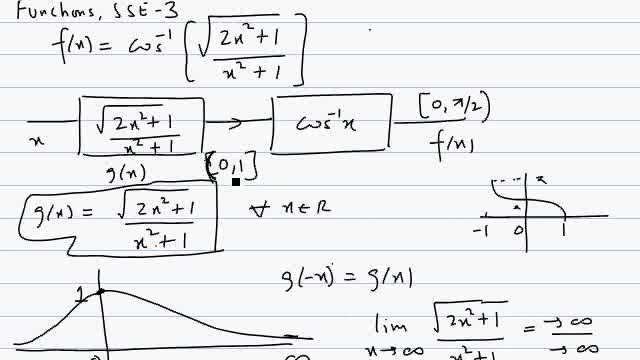 Functions, SSE-3
f(x) = cos⁻¹ [ √(2x²+1) / (x²+1) ]
x → √(2x²+1) / (x²+1) → cos⁻¹x [0, π/2) f(x)
g(x) ([0,1]
g(x) = √(2x²+1) / (x²+1) ∀ x∈R
-1 0 1
g(-x) = g(x)
1
lim x→∞ √(2x²+1) / (x²+1) = →∞ / →∞
∞